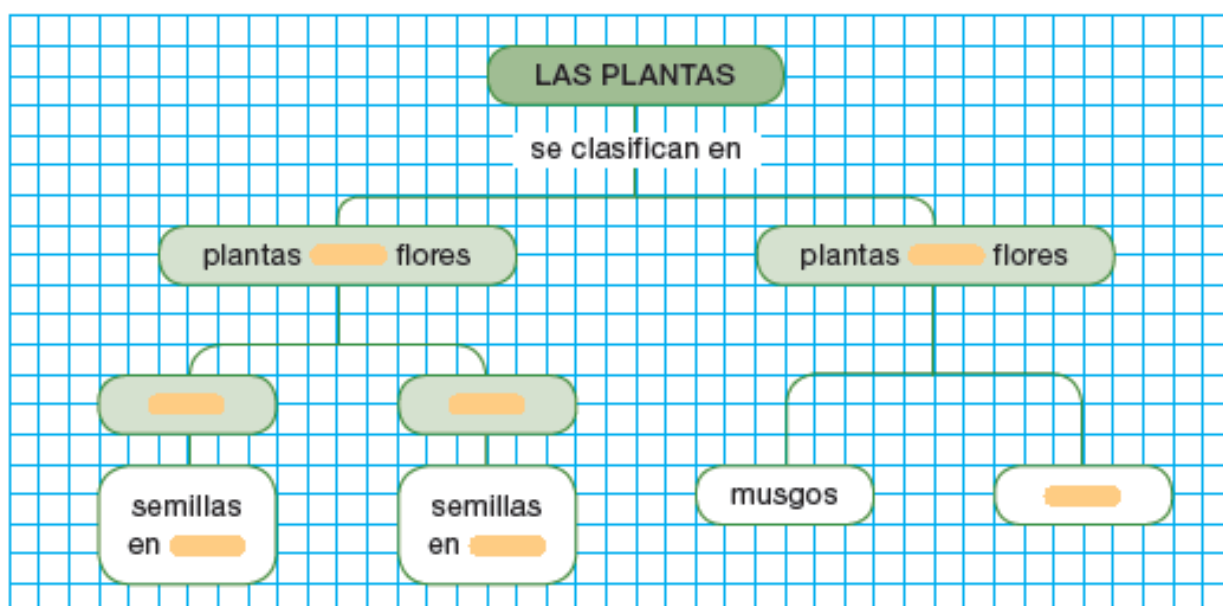 LAS PLANTAS
se clasifican en
plantas flores
plantas flores
semillas
en
semillas
en
musgos